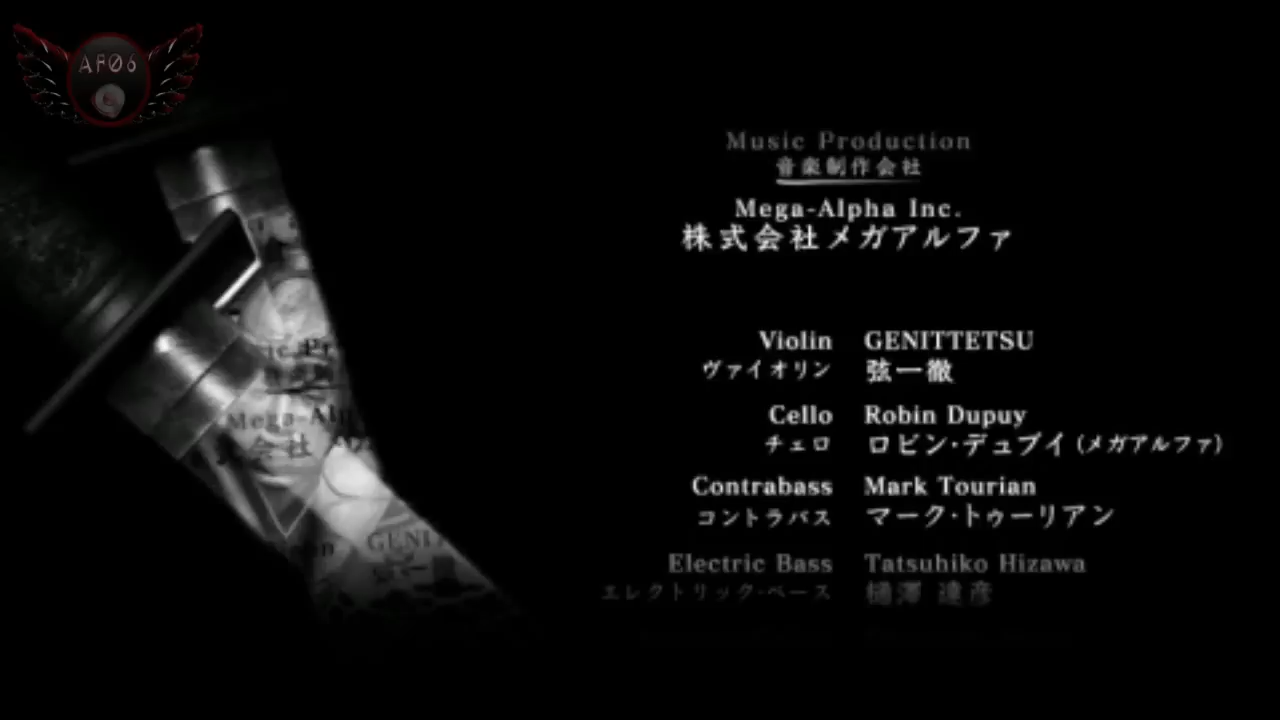 AF06
Music Production
音楽制作会社
Mega-Alpha Inc.
株式会社メガアルファ
Violin GENITTETSU
ヴァイオリン 弦一徹
Cello Robin Dupuy
チェロ ロビン・デュプイ (メガアルファ)
Contrabass Mark Tourian
コントラバス マーク・トゥーリアン
Electric Bass Tatsuhiko Hizawa
エレクトリック・ベース 樋澤 達彦